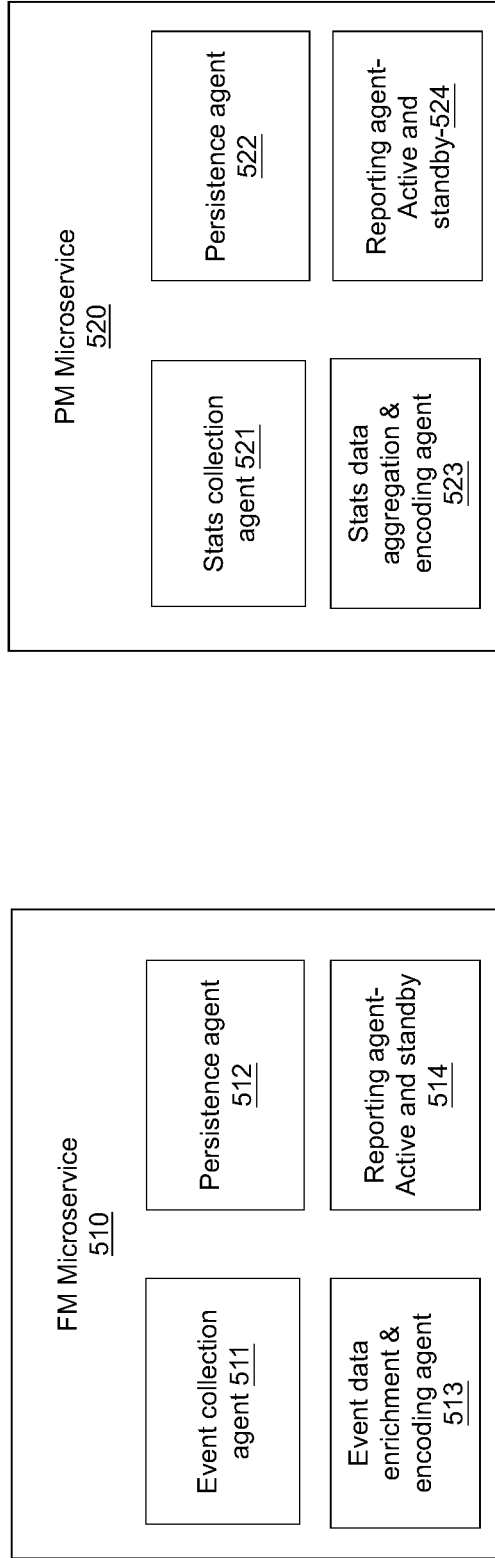 FM Microservice
510
Event collection
agent 511
Persistence agent
512
Event data
enrichment &
encoding agent
513
Reporting agent-
Active and standby
514
PM Microservice
520
Stats collection
agent 521
Persistence agent
522
Stats data
aggregation &
encoding agent
523
Reporting agent-
Active and
standby-524